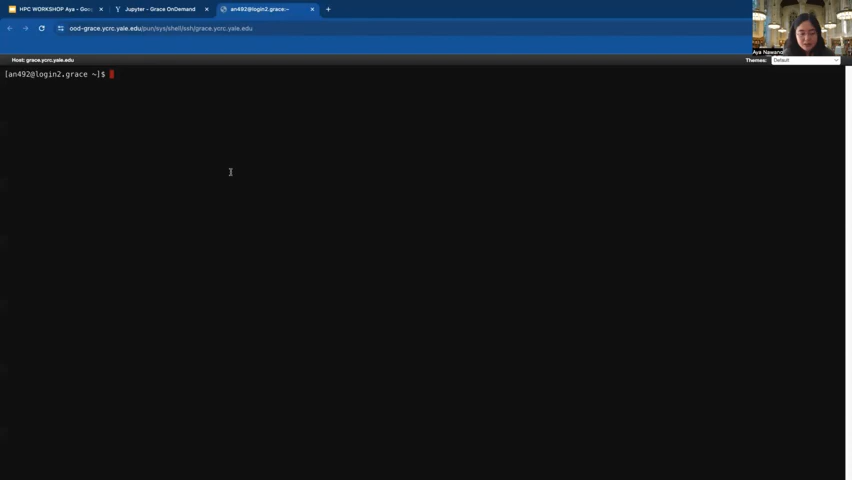 HPC WORKSHOP Aya - Goog
Jupyter - Grace OnDemand
an492@login2.grace:~
ood-grace.ycrc.yale.edu/pun/sys/shell/ssh/grace.ycrc.yale.edu
Aya Nawano
Host: grace.ycrc.yale.edu
Themes:
Default
[an492@login2.grace ~]$